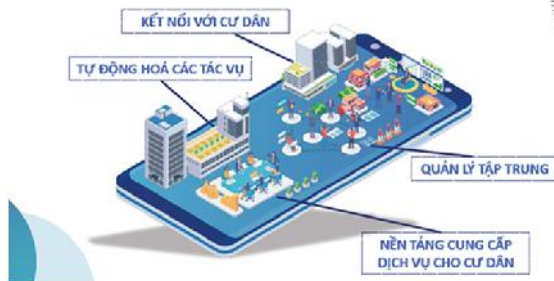 KẾT NỐI VỚI CƯ DÂN
TỰ ĐỘNG HOÁ CÁC TÁC VỤ
QUẢN LÝ TẬP TRUNG
NỀN TẢNG CUNG CẤP
DỊCH VỤ CHO CƯ DÂN